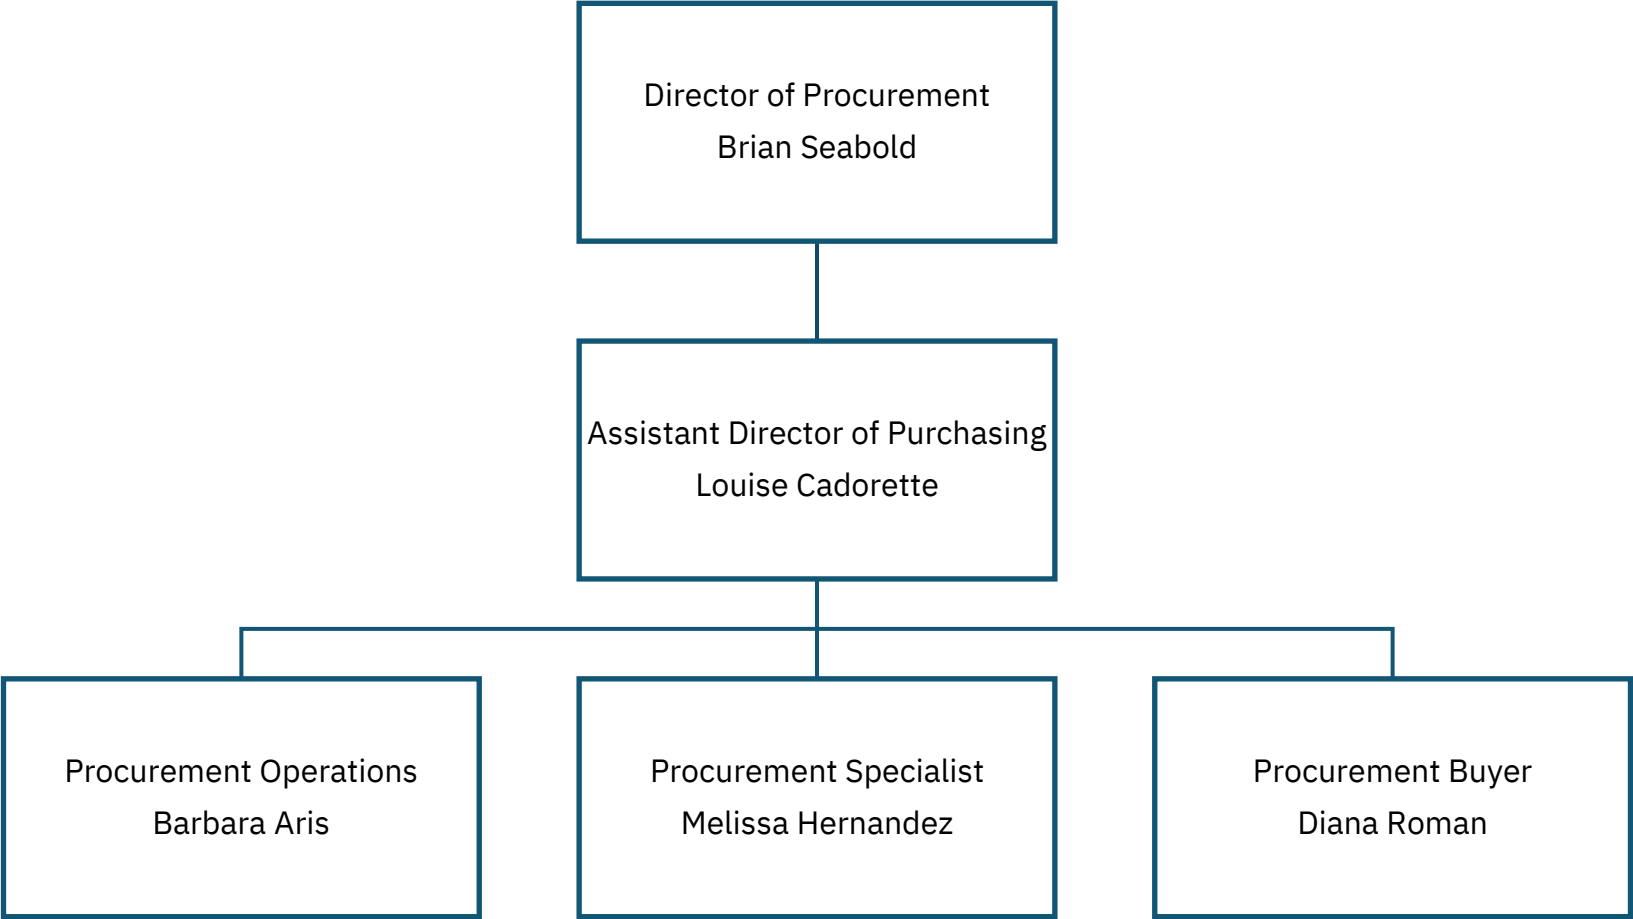 Director of Procurement
Brian Seabold
Assistant Director of Purchasing
Louise Cadorette
Procurement Operations
Barbara Aris
Procurement Specialist
Melissa Hernandez
Procurement Buyer
Diana Roman